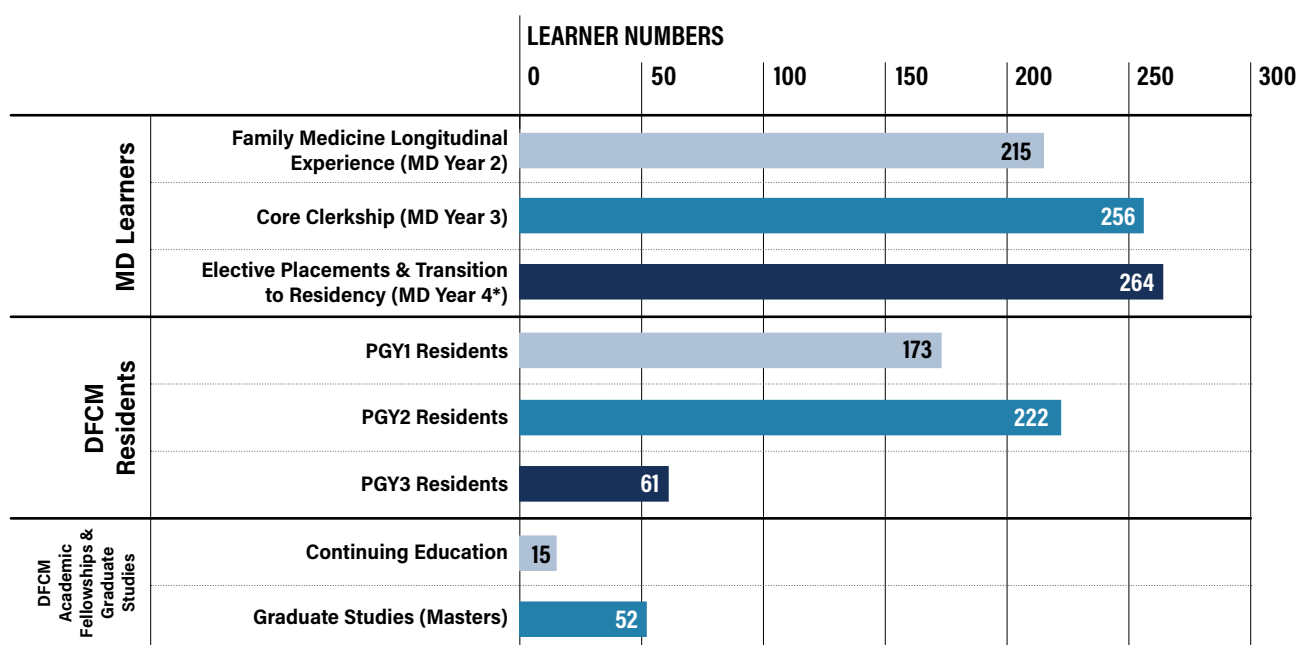 LEARNER NUMBERS
0 50 100 150 200 250 300
MD Learners
Family Medicine Longitudinal
Experience (MD Year 2)
215
Core Clerkship (MD Year 3)
256
Elective Placements & Transition
to Residency (MD Year 4*)
264
DFCM
Residents
PGY1 Residents
173
PGY2 Residents
222
PGY3 Residents
61
DFCM
Academic
Fellowships &
Graduate
Studies
Continuing Education
15
Graduate Studies (Masters)
52